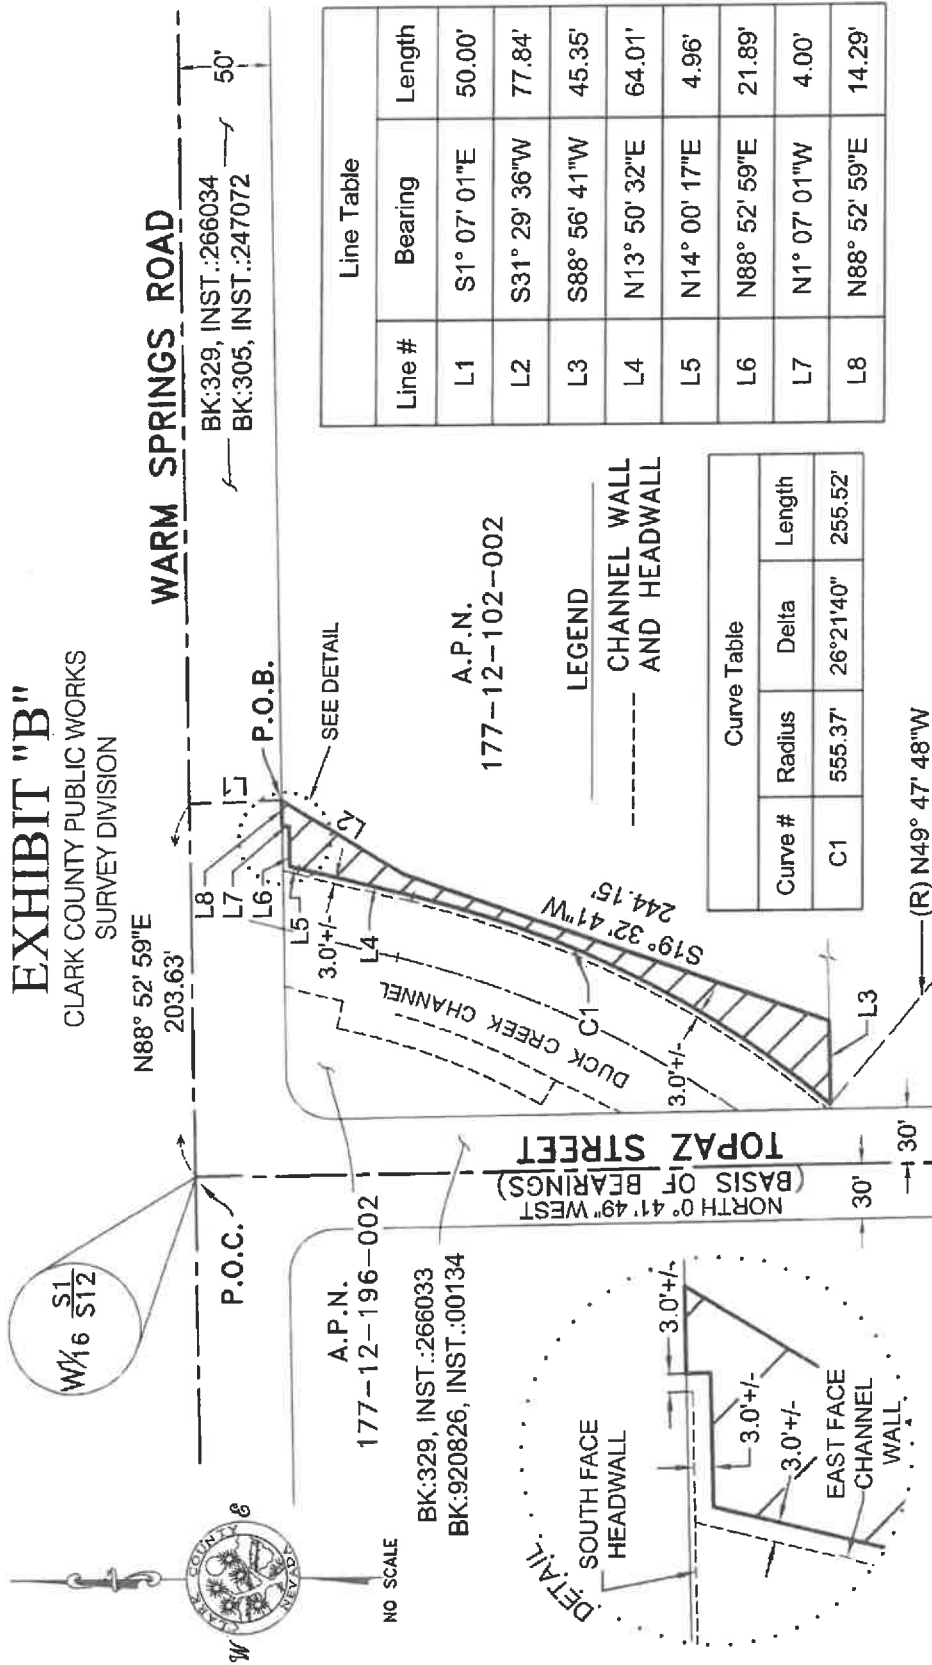 EXHIBIT "B"
CLARK COUNTY PUBLIC WORKS
SURVEY DIVISION
W1/16 S1
S12
P.O.C.
N88° 52' 59"E
203.63'
WARM SPRINGS ROAD
50'
BK:329, INST.:266034
BK:305, INST.:247072
L8
L7
L6
L5
L4
L1
P.O.B.
SEE DETAIL
L2
3.0'+/-
A.P.N.
177-12-102-002
A.P.N.
177-12-196-002
BK:329, INST.:266033
BK:920826, INST.:00134
W
E
CLARK COUNTY
NEVADA
NO SCALE
DUCK CREEK CHANNEL
C1
S19° 32' 41"W
244.15'
3.0'+/-
L3
(R) N49° 47' 48"W
TOPAZ STREET
(BASIS OF BEARINGS)
NORTH 0° 41' 49" WEST
30'
30'
LEGEND
CHANNEL WALL
AND HEADWALL
DETAIL
SOUTH FACE
HEADWALL
3.0'+/-
3.0'+/-
3.0'+/-
EAST FACE
CHANNEL
WALL
Line Table
Line # Bearing Length
L1 S1° 07' 01"E 50.00'
L2 S31° 29' 36"W 77.84'
L3 S88° 56' 41"W 45.35'
L4 N13° 50' 32"E 64.01'
L5 N14° 00' 17"E 4.96'
L6 N88° 52' 59"E 21.89'
L7 N1° 07' 01"W 4.00'
L8 N88° 52' 59"E 14.29'
Curve Table
Curve # Radius Delta Length
C1 555.37' 26°21'40" 255.52'